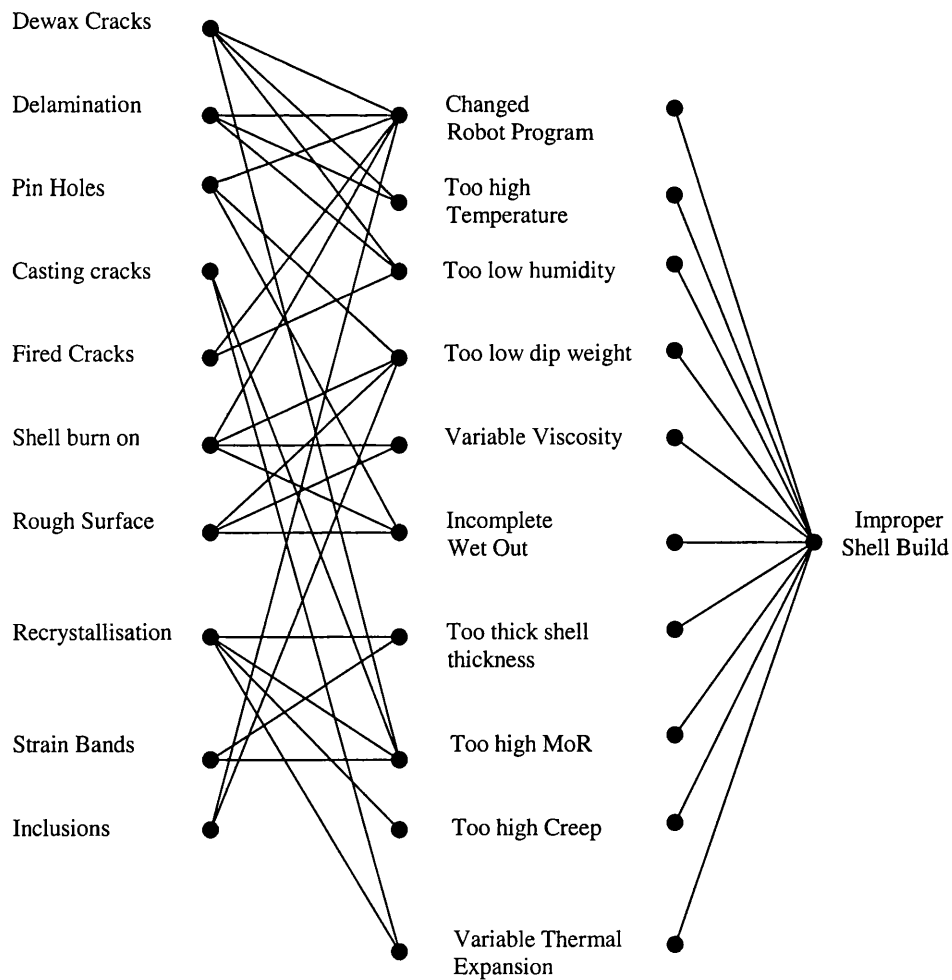 Dewax Cracks
Delamination
Pin Holes
Casting cracks
Fired Cracks
Shell burn on
Rough Surface
Recrystallisation
Strain Bands
Inclusions
Changed
Robot Program
Too high
Temperature
Too low humidity
Too low dip weight
Variable Viscosity
Incomplete
Wet Out
Too thick shell
thickness
Too high MoR
Too high Creep
Variable Thermal
Expansion
Improper
Shell Build